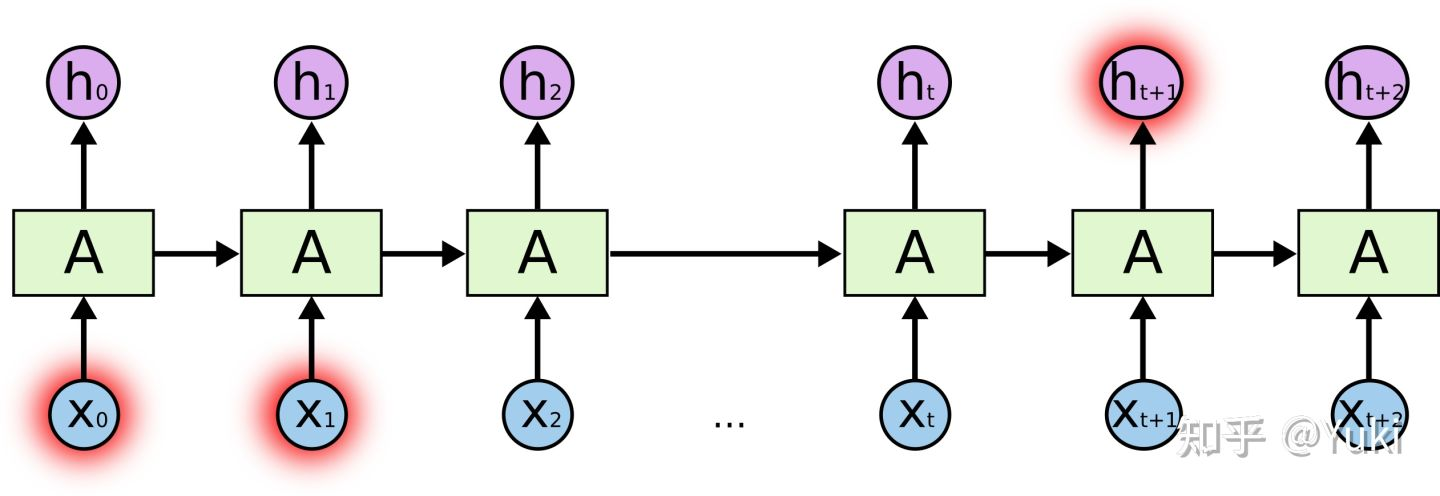 h₀ h₁ h₂ hₜ hₜ₊₁ hₜ₊₂
A A A A A A
x₀ x₁ x₂ ... xₜ xₜ₊₁ xₜ₊₂
知乎 @Yuki